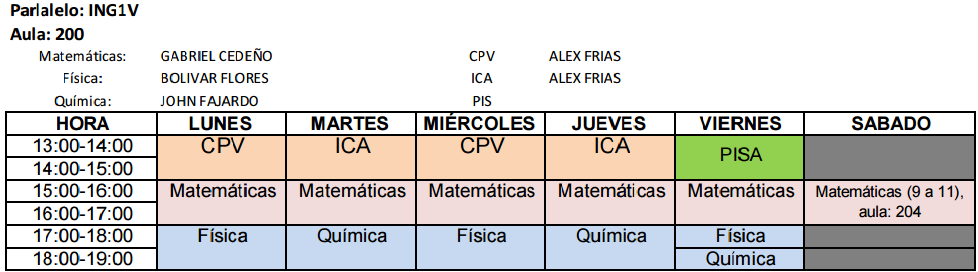 Parlalelo: ING1V
Aula: 200
Matemáticas: GABRIEL CEDEÑO CPV ALEX FRIAS
Física: BOLIVAR FLORES ICA ALEX FRIAS
Química: JOHN FAJARDO PIS
HORA LUNES MARTES MIÉRCOLES JUEVES VIERNES SABADO
13:00-14:00 CPV ICA CPV ICA PISA
14:00-15:00
15:00-16:00 Matemáticas Matemáticas Matemáticas Matemáticas Matemáticas Matemáticas (9 a 11),
16:00-17:00 aula: 204
17:00-18:00 Física Química Física Química Física
18:00-19:00 Química